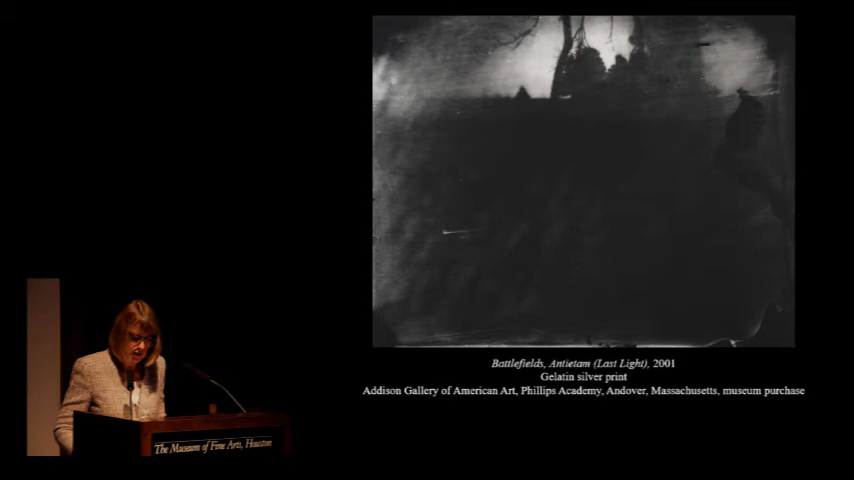 Battlefields, Antietam (Last Light), 2001
Gelatin silver print
Addison Gallery of American Art, Phillips Academy, Andover, Massachusetts, museum purchase
The Museum of Fine Arts, Houston